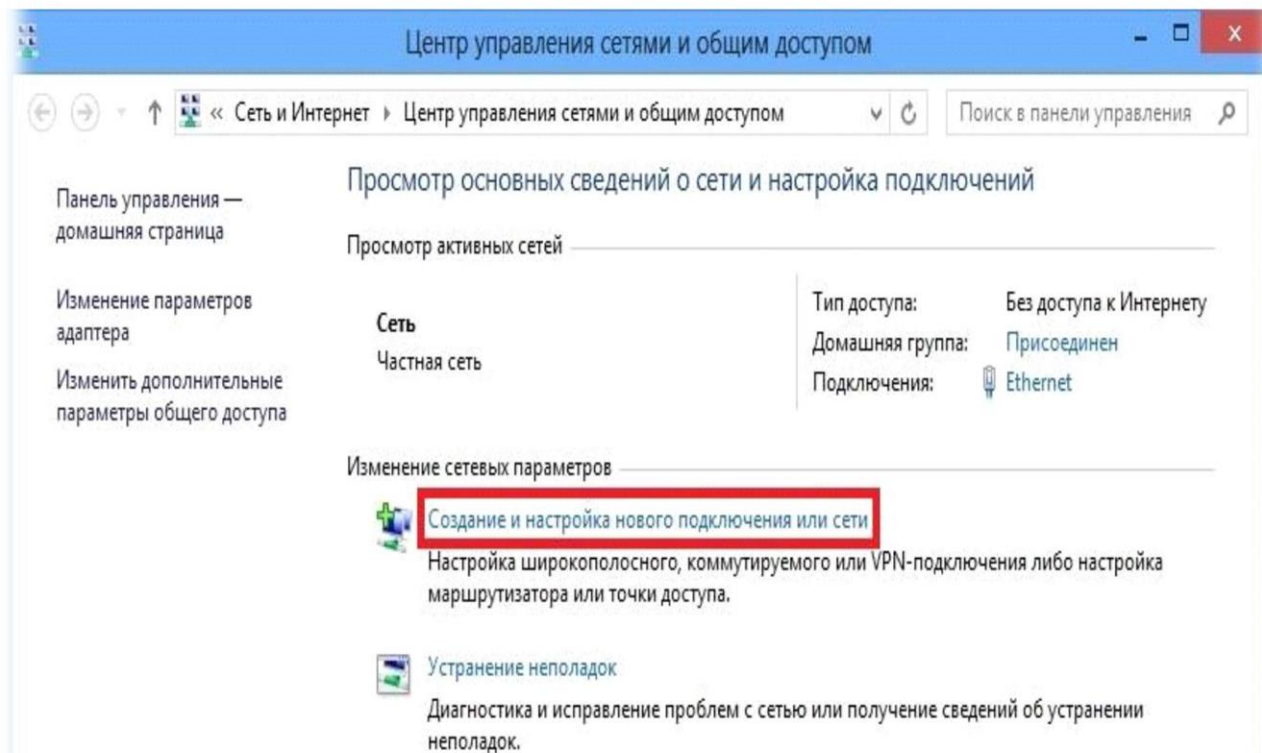 Центр управления сетями и общим доступом
« Сеть и Интернет Центр управления сетями и общим доступом
Поиск в панели управления
Панель управления —
домашняя страница
Изменение параметров
адаптера
Изменить дополнительные
параметры общего доступа
Просмотр основных сведений о сети и настройка подключений
Просмотр активных сетей
Сеть
Частная сеть
Тип доступа: Без доступа к Интернету
Домашняя группа: Присоединен
Подключения: Ethernet
Изменение сетевых параметров
Создание и настройка нового подключения или сети
Настройка широкополосного, коммутируемого или VPN-подключения либо настройка
маршрутизатора или точки доступа.
Устранение неполадок
Диагностика и исправление проблем с сетью или получение сведений об устранении
неполадок.